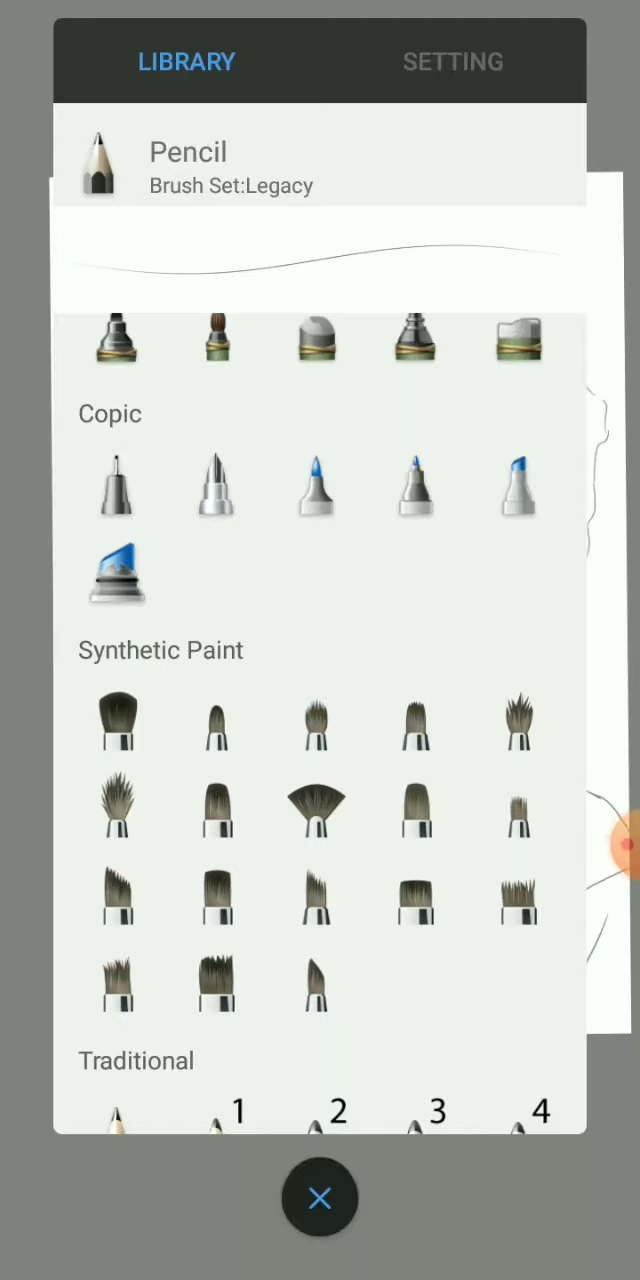 LIBRARY SETTING
Pencil
Brush Set:Legacy
Copic
Synthetic Paint
Traditional
1 2 3 4